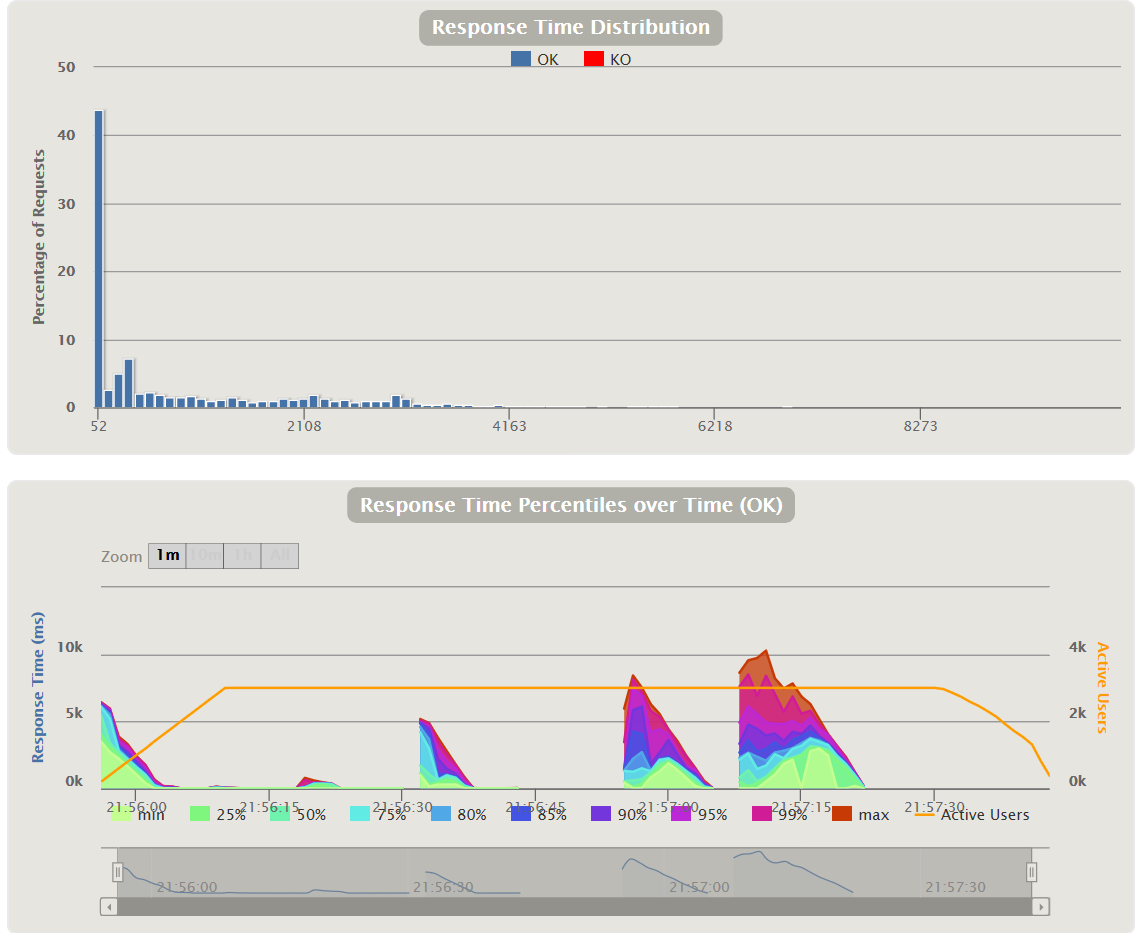 Response Time Distribution
OK KO
Percentage of Requests
50
40
30
20
10
0
52 2108 4163 6218 8273
Response Time Percentiles over Time (OK)
Zoom 1m 10m 1h All
Response Time (ms)
10k
5k
0k
Active Users
4k
2k
0k
21:56:00 21:56:15 21:56:30 21:56:45 21:57:00 21:57:15 21:57:30
min 25% 50% 75% 80% 85% 90% 95% 99% max Active Users
21:56:00 21:56:30 21:57:00 21:57:30